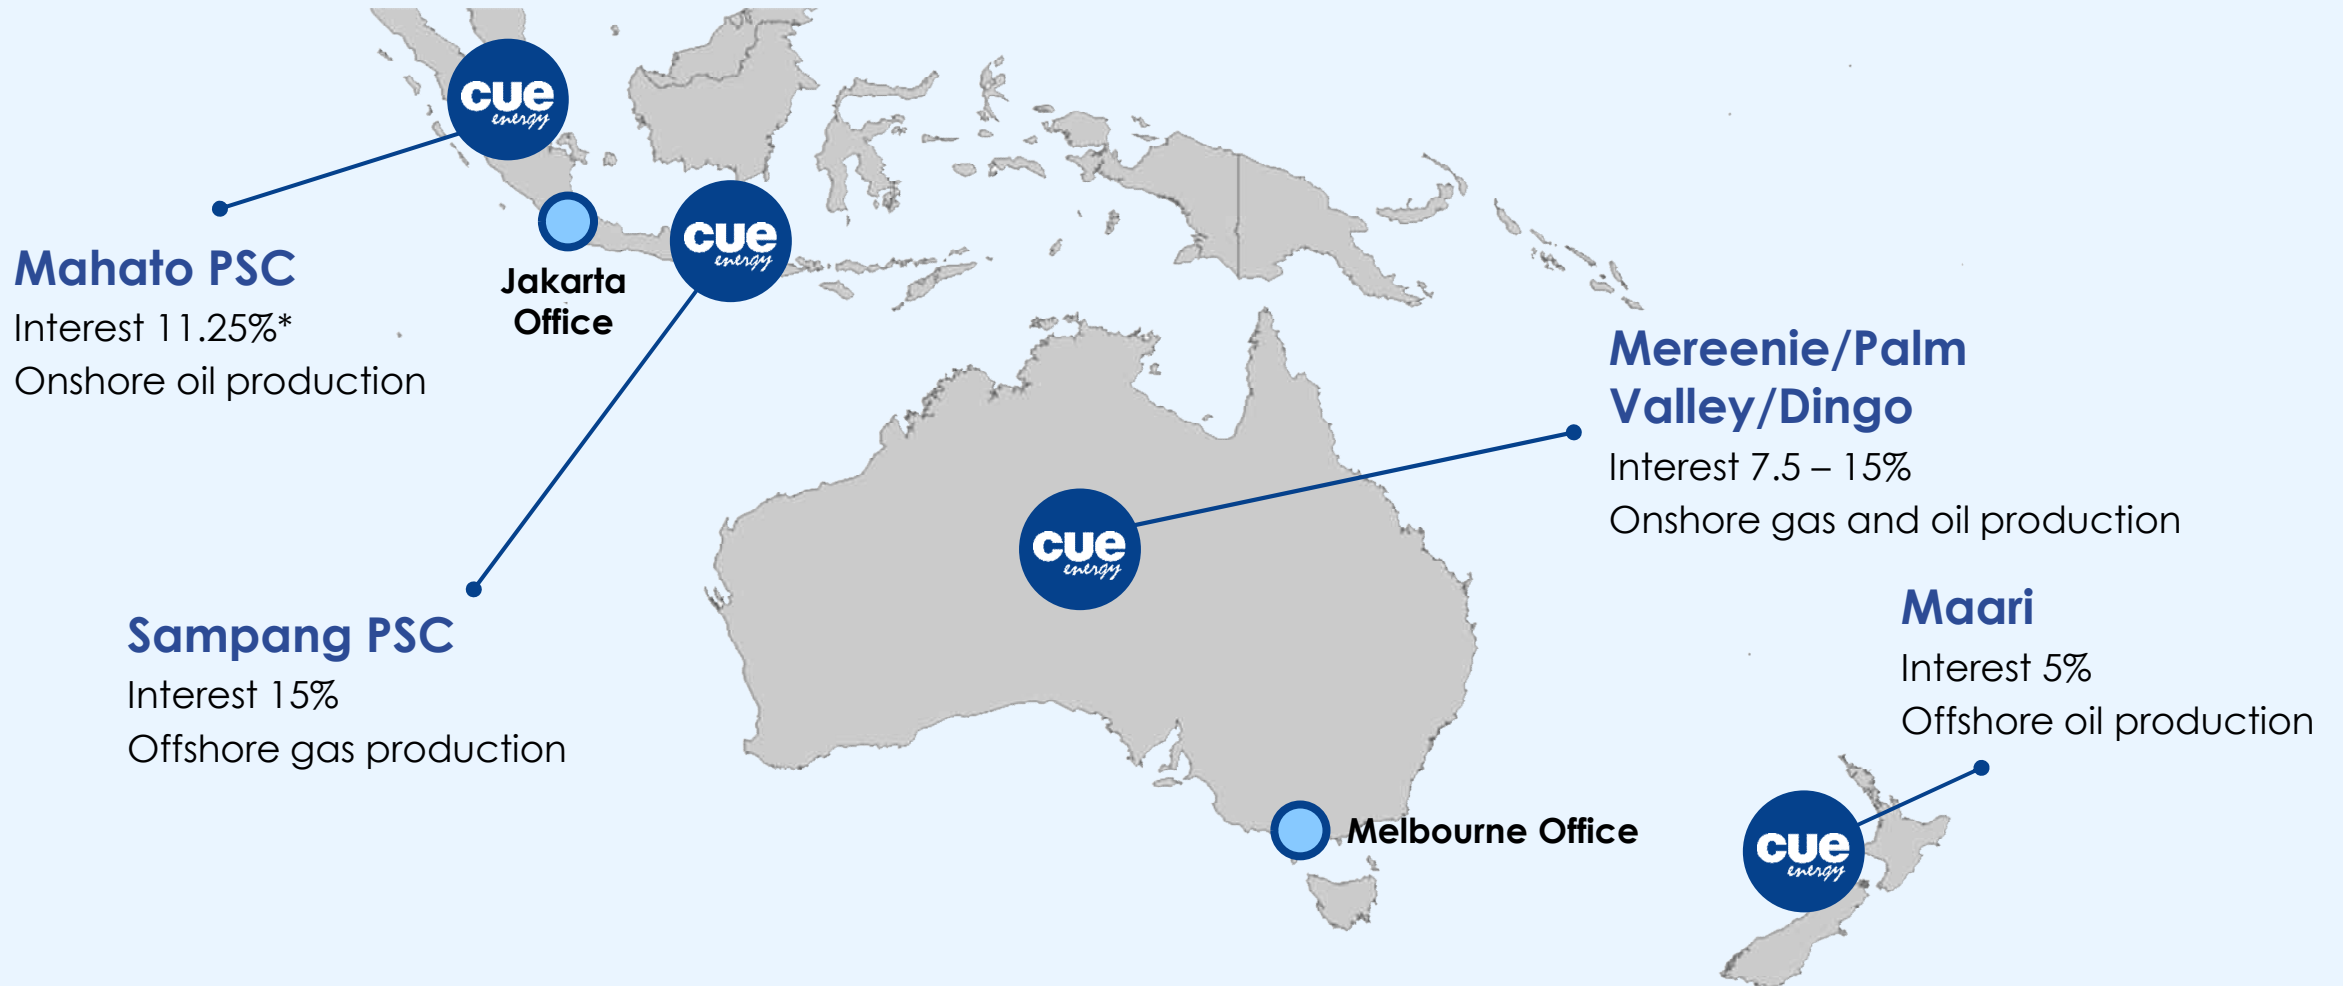 cue
energy
cue
energy
Mahato PSC
Interest 11.25%*
Onshore oil production
Jakarta
Office
Mereenie/Palm
Valley/Dingo
Interest 7.5 – 15%
Onshore gas and oil production
cue
energy
Sampang PSC
Interest 15%
Offshore gas production
Maari
Interest 5%
Offshore oil production
Melbourne Office
cue
energy